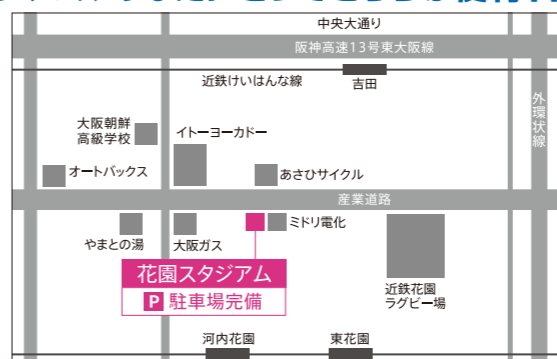 中央大通り
阪神高速13号東大阪線
近鉄けいはんな線
吉田
外環状線
大阪朝鮮
高級学校
イトーヨーカドー
オートバックス
あさひサイクル
産業道路
やまとの湯
大阪ガス
ミドリ電化
花園スタジアム
P 駐車場完備
近鉄花園
ラグビー場
河内花園
東花園